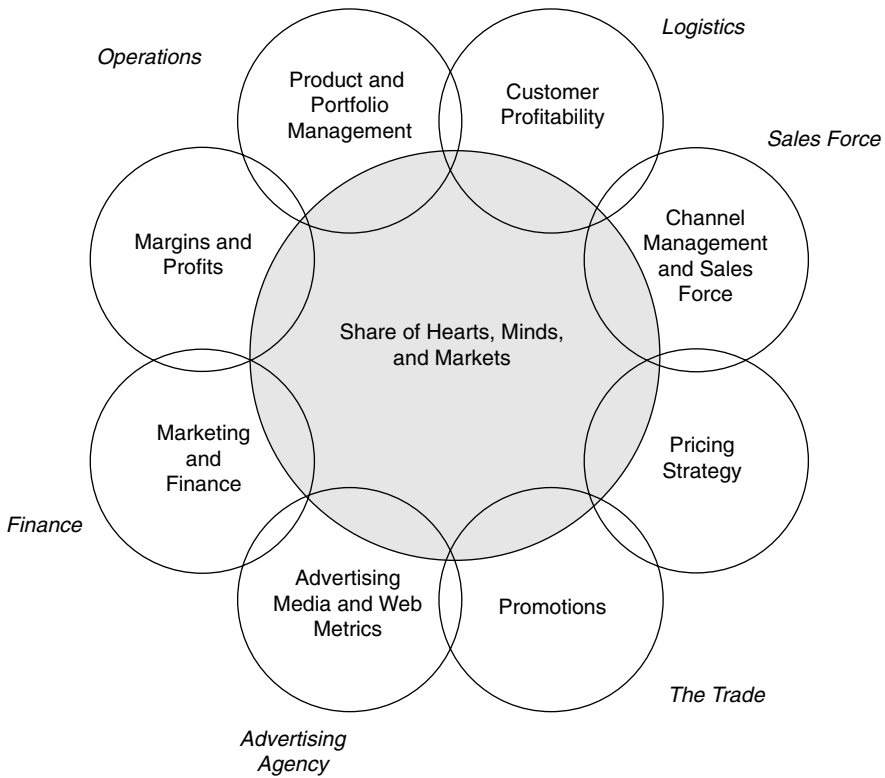 Logistics
Operations
Product and
Portfolio
Management
Customer
Profitability
Sales Force
Channel
Management
and Sales
Force
Margins and
Profits
Share of Hearts, Minds,
and Markets
Marketing
and
Finance
Pricing
Strategy
Finance
Advertising
Media and Web
Metrics
Promotions
The Trade
Advertising
Agency